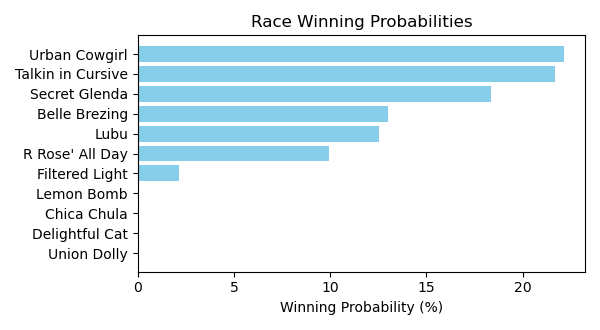 Race Winning Probabilities
Urban Cowgirl
Talkin in Cursive
Secret Glenda
Belle Brezing
Lubu
R Rose' All Day
Filtered Light
Lemon Bomb
Chica Chula
Delightful Cat
Union Dolly
0 5 10 15 20
Winning Probability (%)